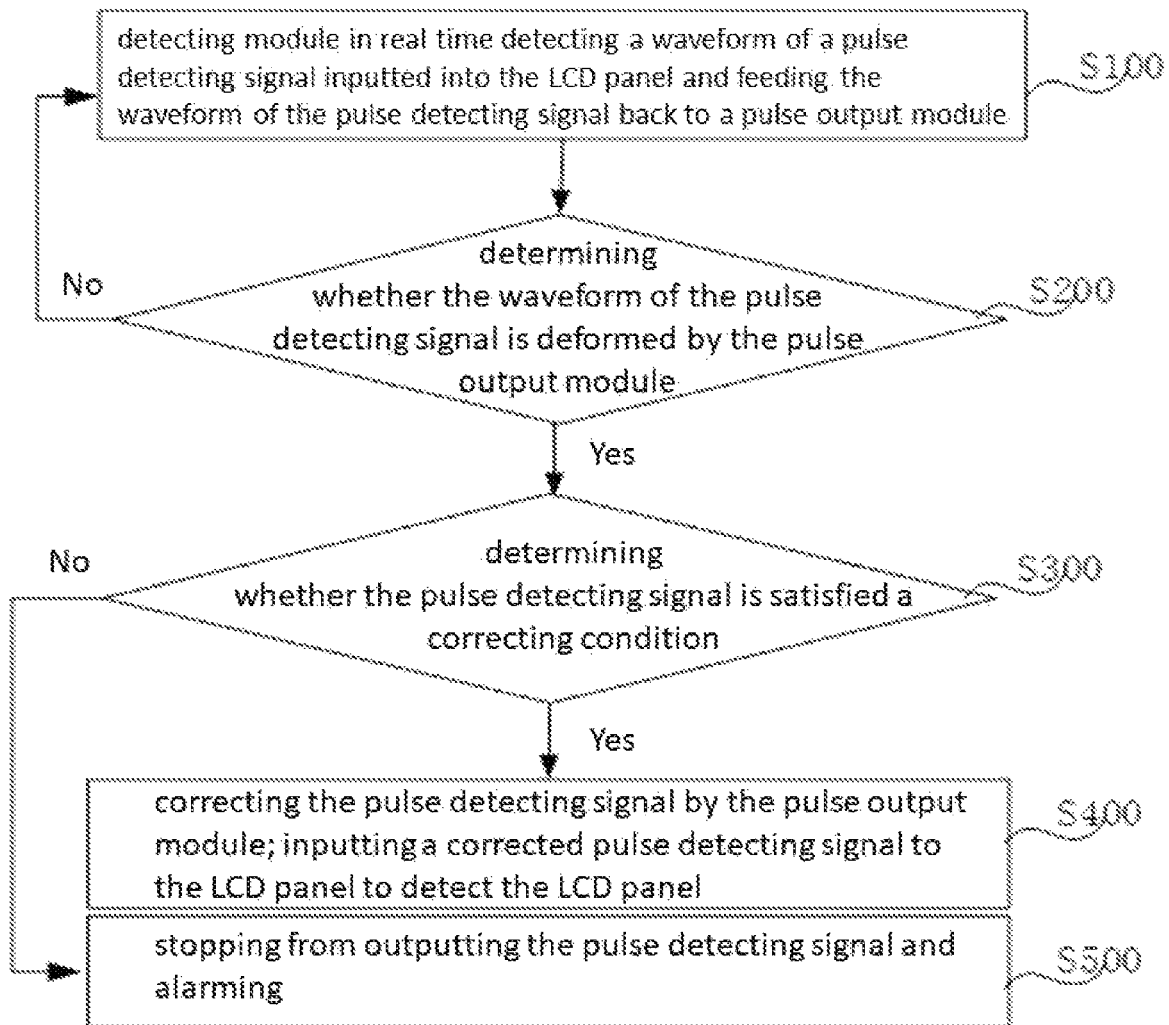 detecting module in real time detecting a waveform of a pulse
detecting signal inputted into the LCD panel and feeding the
waveform of the pulse detecting signal back to a pulse output module
S100
determining
whether the waveform of the pulse
detecting signal is deformed by the pulse
output module
No
S200
Yes
determining
whether the pulse detecting signal is satisfied a
correcting condition
No
S300
Yes
correcting the pulse detecting signal by the pulse output
module; inputting a corrected pulse detecting signal to
the LCD panel to detect the LCD panel
S400
stopping from outputting the pulse detecting signal and
alarming
S500